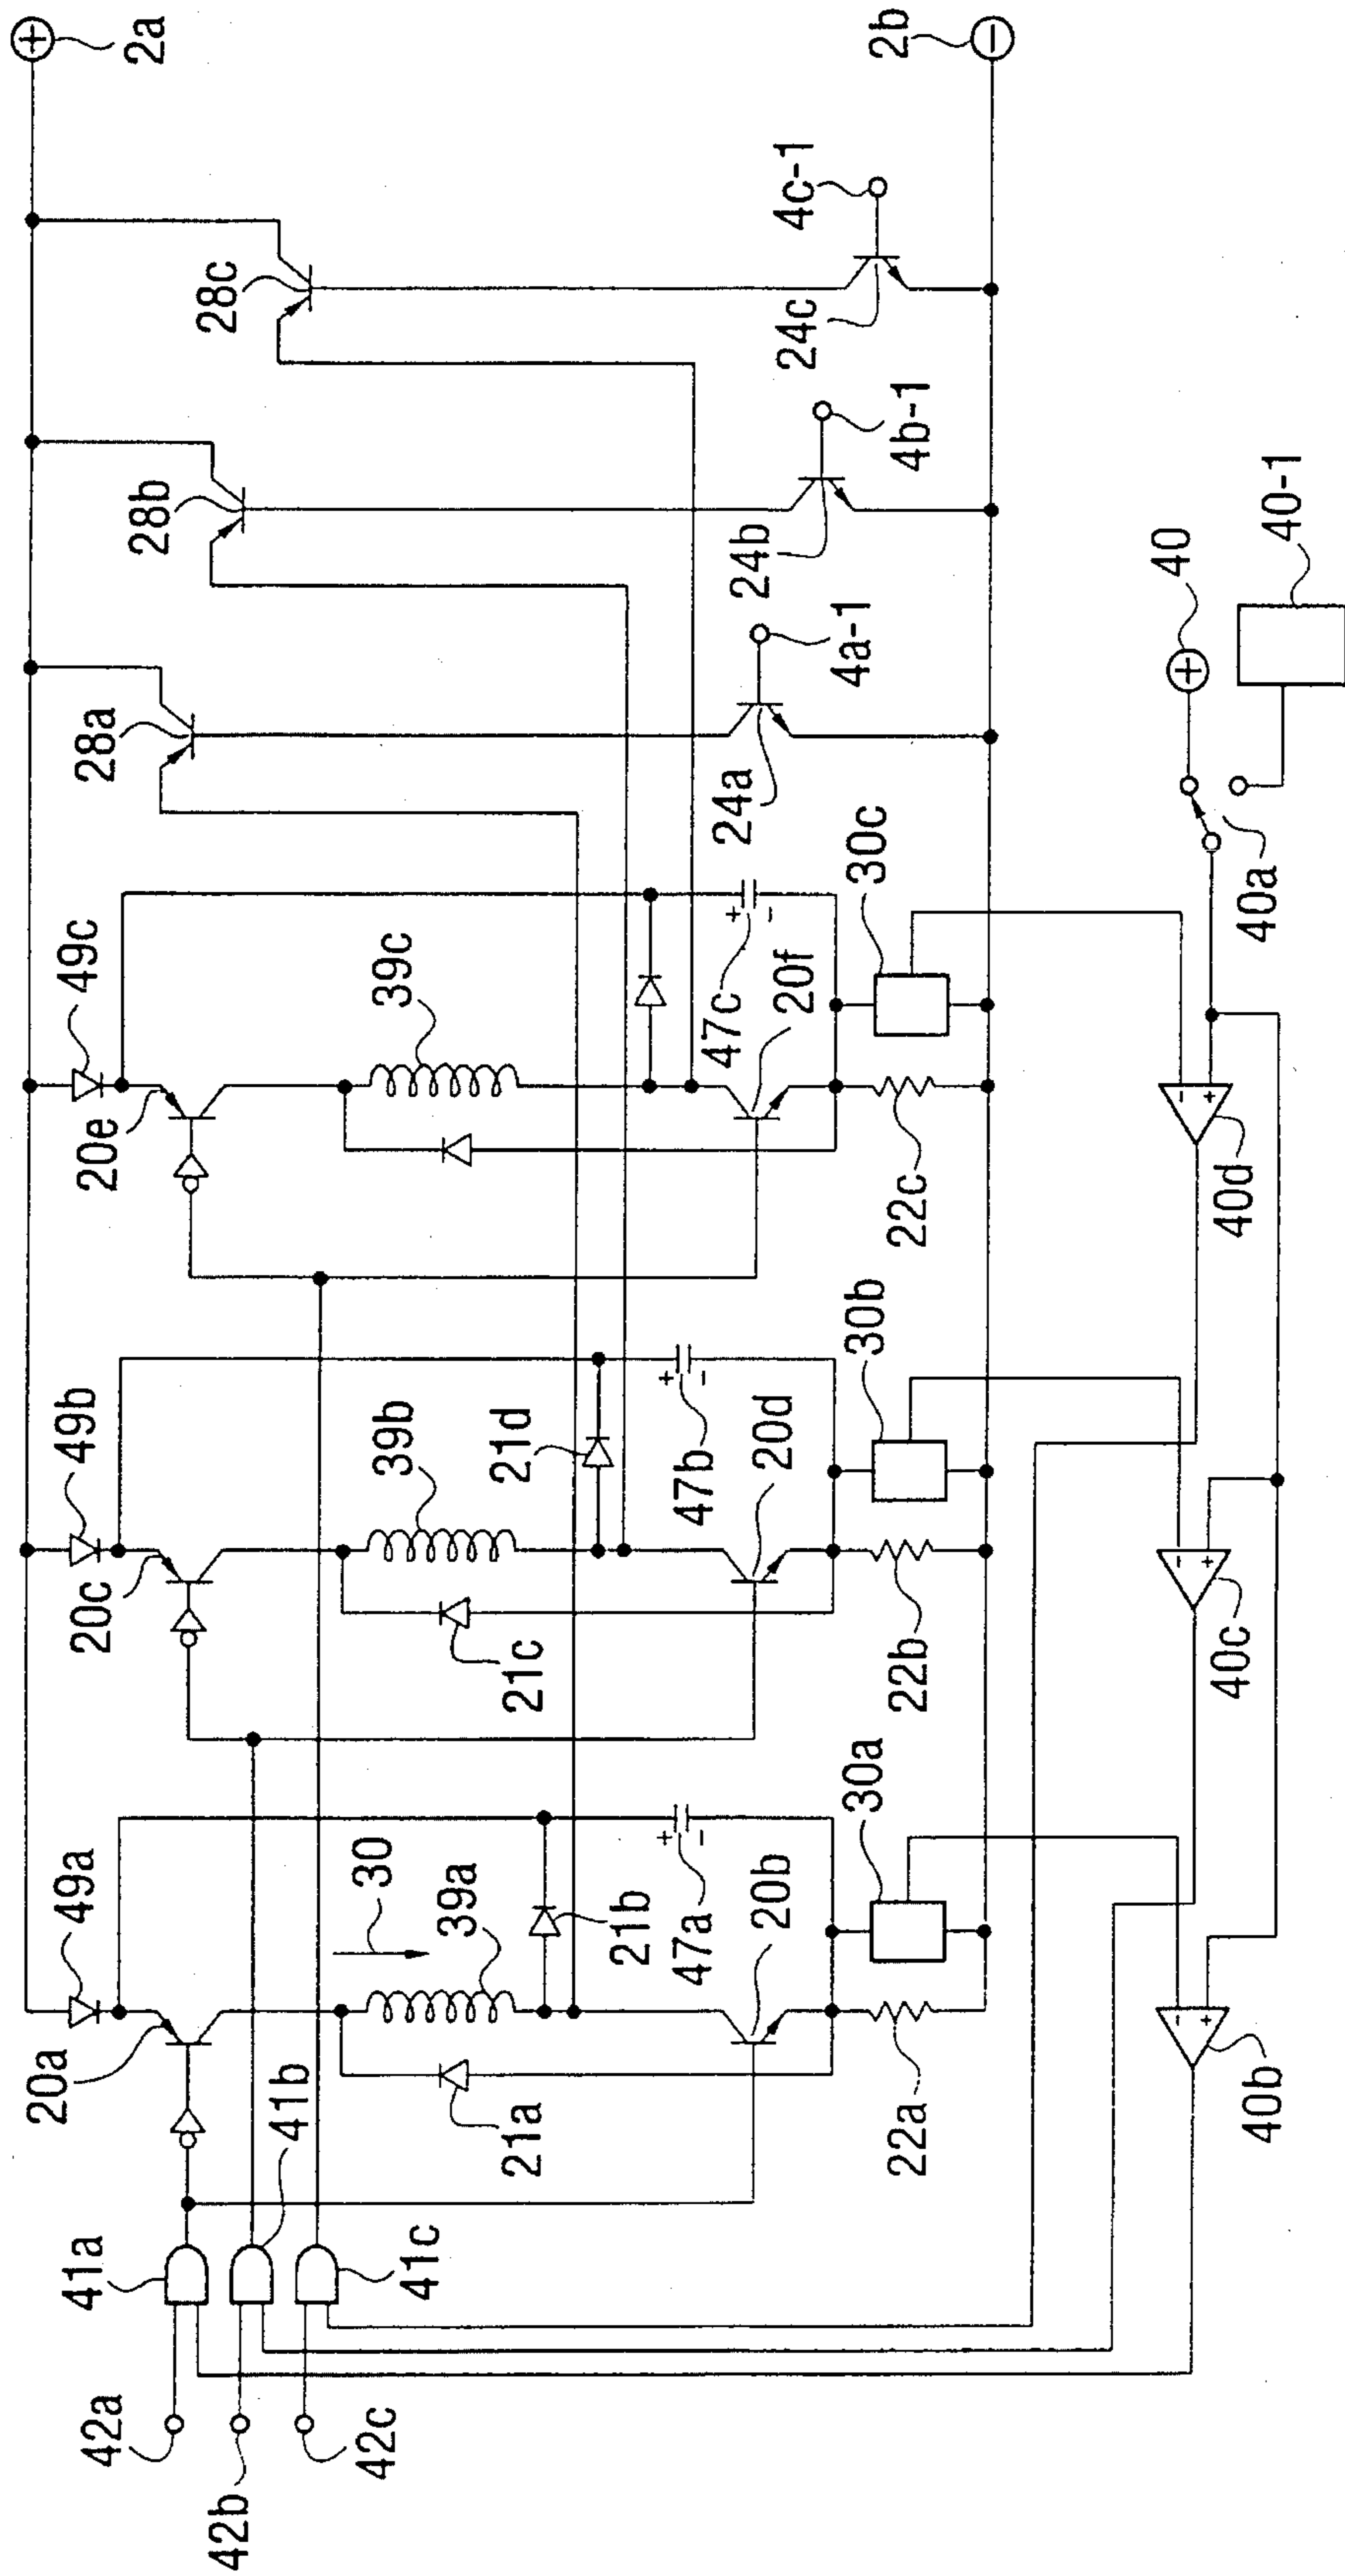 2a
2b
28c
4c-1
24c
28b
4b-1
24b
28a
4a-1
24a
40
40-1
40a
49c
20e
39c
+
-
47c
20f
30c
22c
-
+
40d
49b
20c
39b
21d
+
-
47b
20d
30b
21c
22b
-
+
40c
49a
20a
30
39a
21b
+
-
47a
20b
30a
21a
22a
-
+
40b
41a
41b
41c
42a
42b
42c